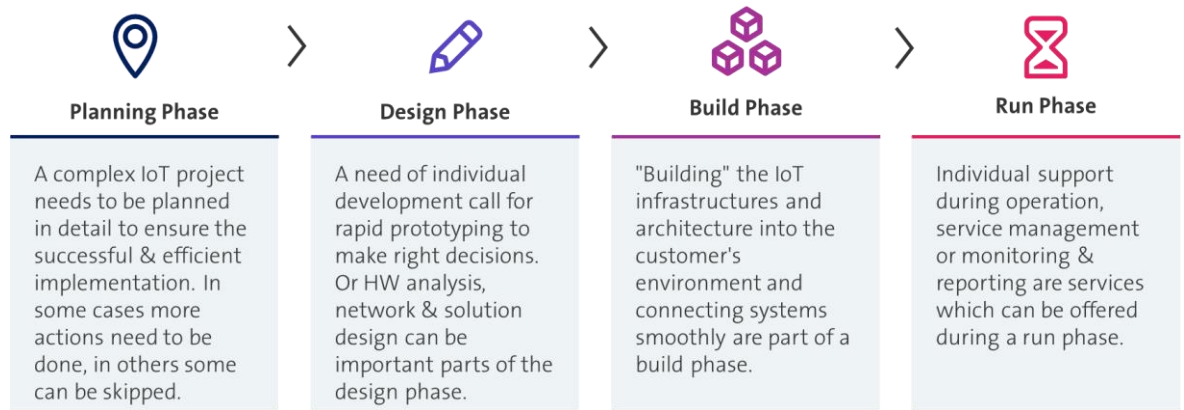 Planning Phase
A complex IoT project
needs to be planned
in detail to ensure the
successful & efficient
implementation. In
some cases more
actions need to be
done, in others some
can be skipped.
Design Phase
A need of individual
development call for
rapid prototyping to
make right decisions.
Or HW analysis,
network & solution
design can be
important parts of the
design phase.
Build Phase
"Building" the IoT
infrastructures and
architecture into the
customer's
environment and
connecting systems
smoothly are part of a
build phase.
Run Phase
Individual support
during operation,
service management
or monitoring &
reporting are services
which can be offered
during a run phase.